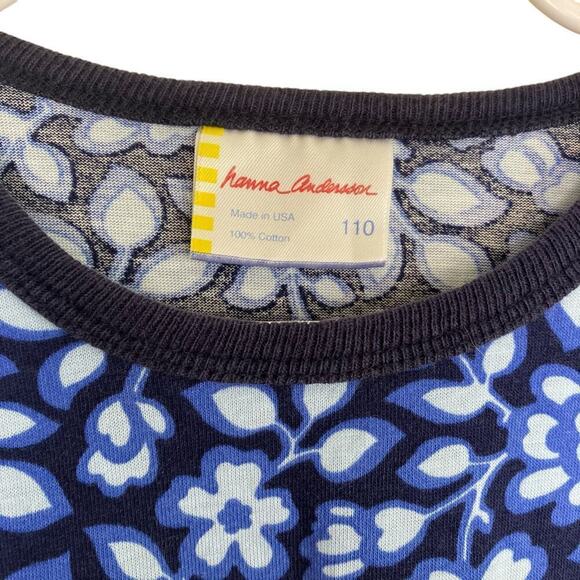 hanna andersson
Made in USA
110
100% Cotton